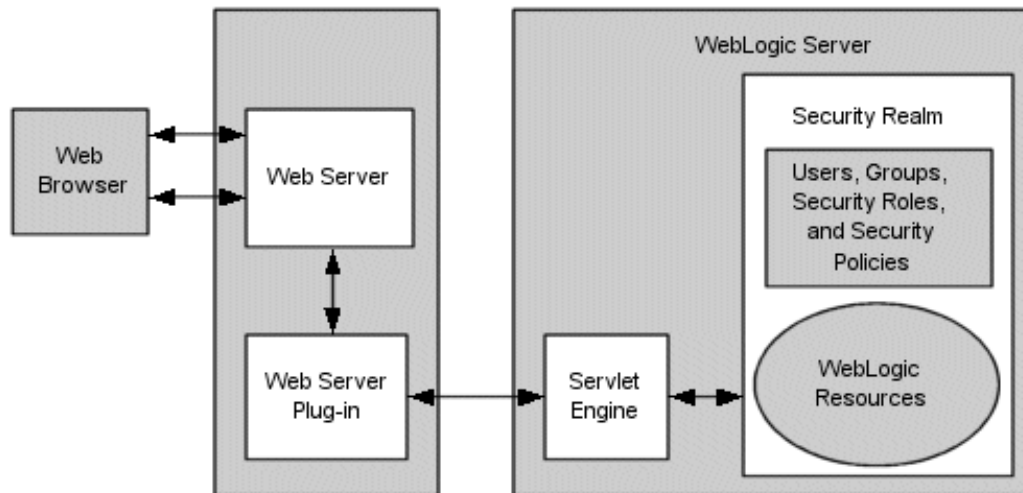 WebLogic Server
Security Realm
Web
Browser
Web Server
Users, Groups,
Security Roles,
and Security
Policies
Web Server
Plug-in
Servlet
Engine
WebLogic
Resources